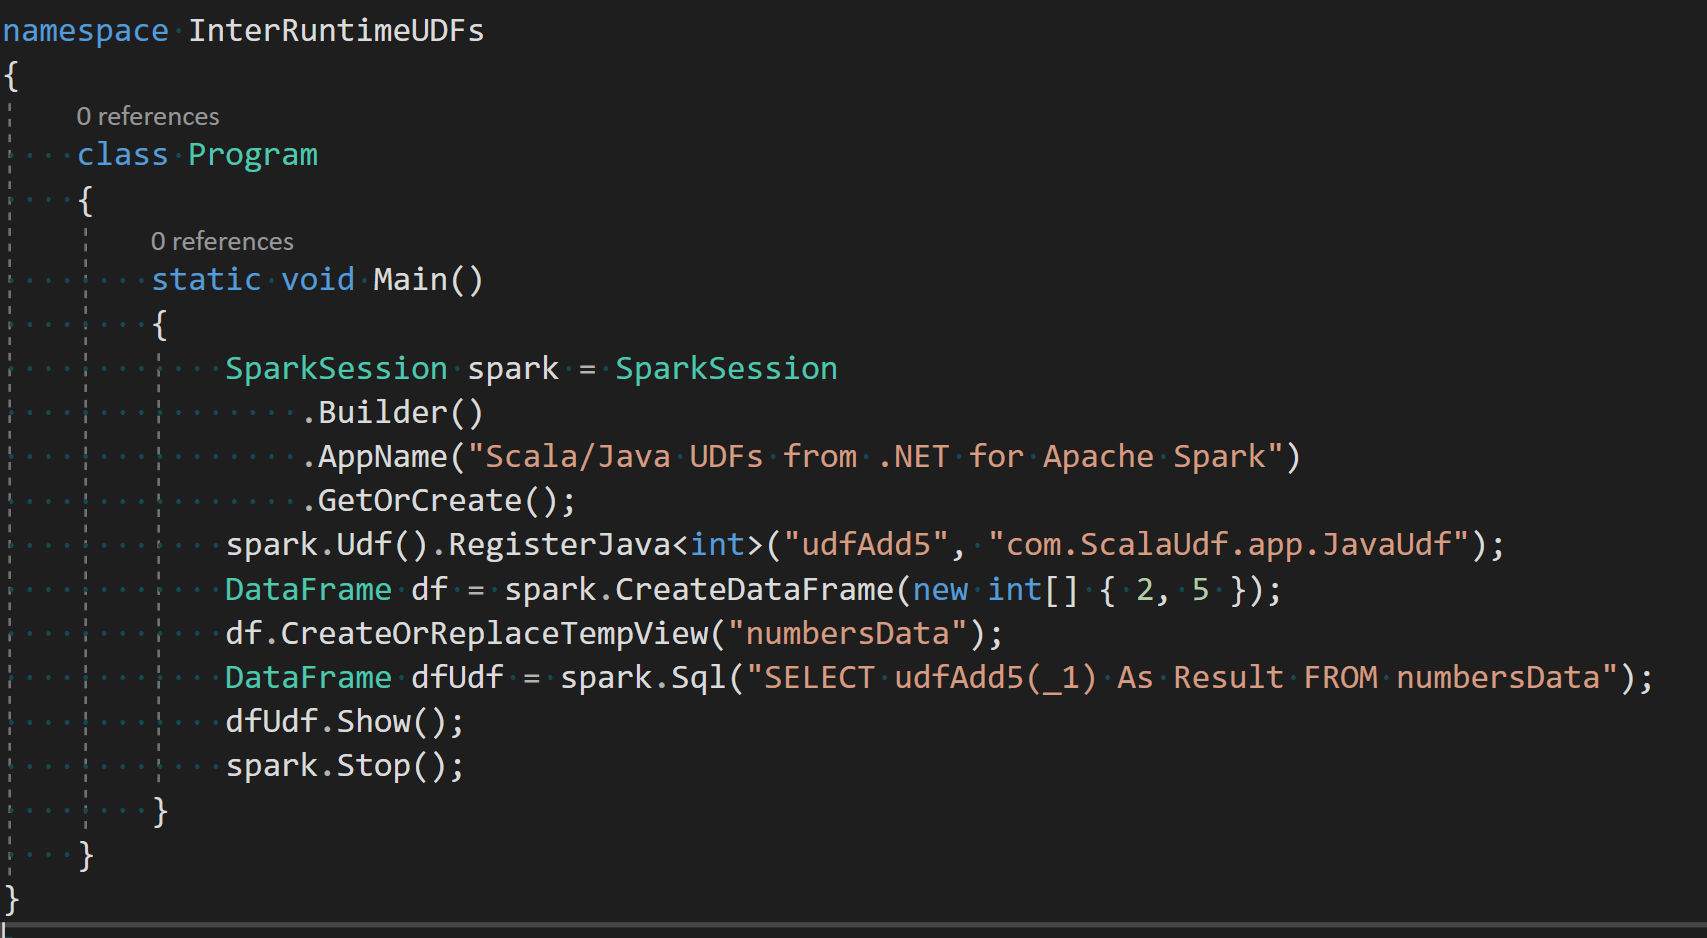 namespace InterRuntimeUDFs
{
0 references
class Program
{
0 references
static void Main()
{
SparkSession spark = SparkSession
.Builder()
.AppName("Scala/Java UDFs from .NET for Apache Spark")
.GetOrCreate();
spark.Udf().RegisterJava<int>("udfAdd5", "com.ScalaUdf.app.JavaUdf");
DataFrame df = spark.CreateDataFrame(new int[] { 2, 5 });
df.CreateOrReplaceTempView("numbersData");
DataFrame dfUdf = spark.Sql("SELECT udfAdd5(_1) As Result FROM numbersData");
dfUdf.Show();
spark.Stop();
}
}
}